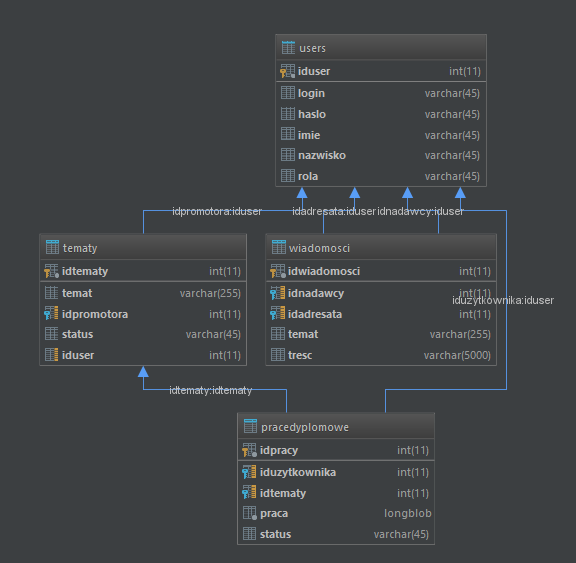 users
iduser int(11)
login varchar(45)
haslo varchar(45)
imie varchar(45)
nazwisko varchar(45)
rola varchar(45)
idpromotora:iduser idadresata:iduser idnadawcy:iduser
tematy
idtematy int(11)
temat varchar(255)
idpromotora int(11)
status varchar(45)
iduser int(11)
wiadomosci
idwiadomosci int(11)
idnadawcy int(11)
idadresata int(11)
temat varchar(255)
tresc varchar(5000)
iduzytkownika:iduser
idtematy:idtematy
pracedyplomowe
idpracy int(11)
iduzytkownika int(11)
idtematy int(11)
praca longblob
status varchar(45)